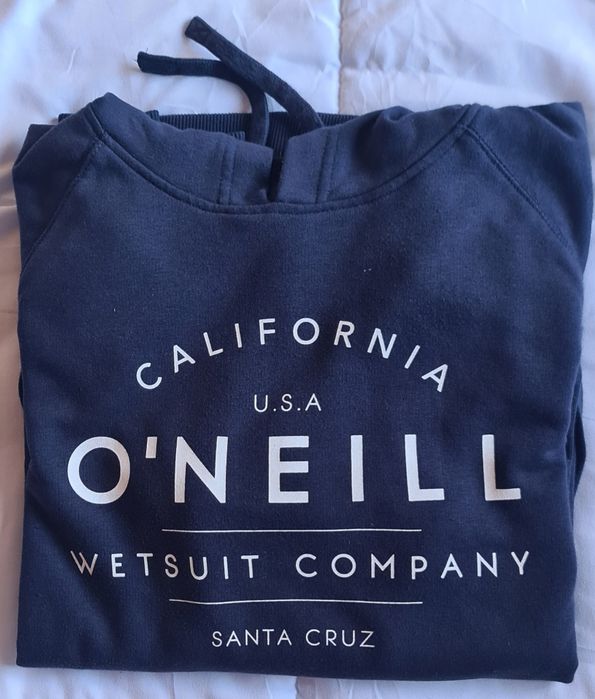 CALIFORNIA
U.S.A
O'NEILL
WETSUIT COMPANY
SANTA CRUZ